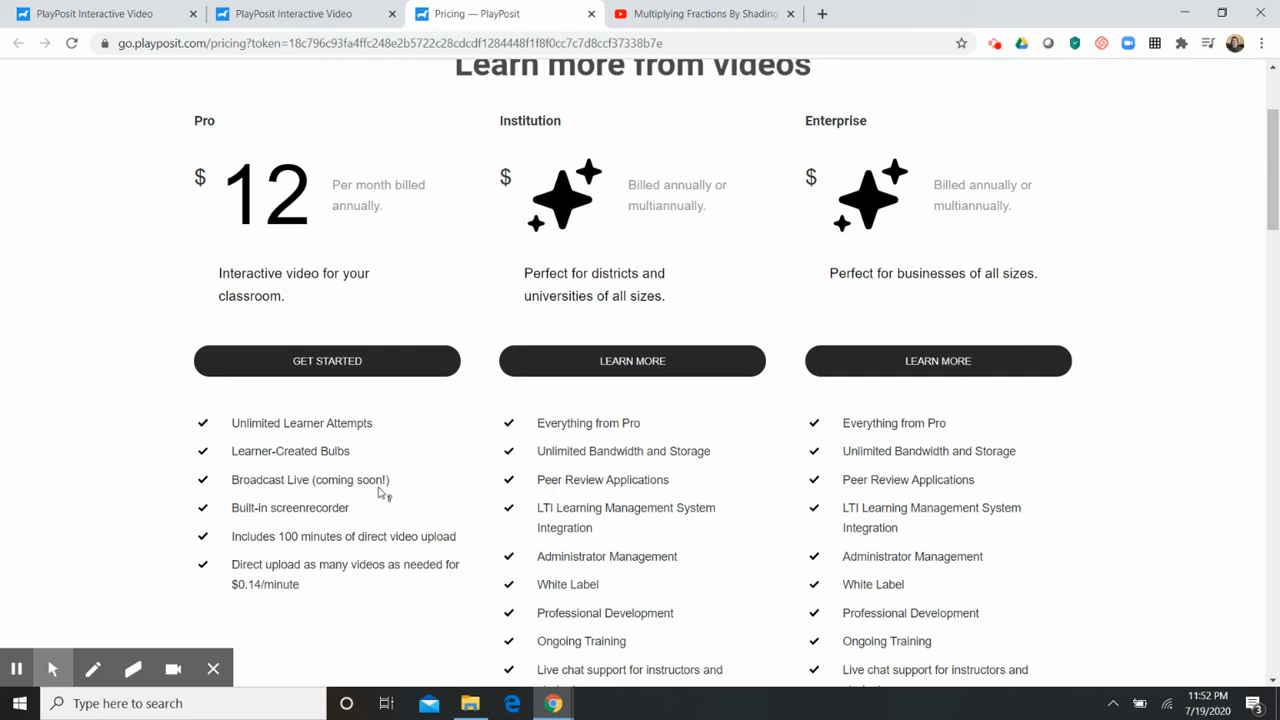 PlayPosit Interactive Video
PlayPosit Interactive Video
Pricing — PlayPosit
Multiplying Fractions By Shading
go.playposit.com/pricing?token=18c796c93fa4ffc248e2b5722c28cdcdf1284448f1f8f0cc7c7d8ccf37338b7e
Learn more from videos
Pro
$ 12
Per month billed
annually.
Interactive video for your
classroom.
GET STARTED
Unlimited Learner Attempts
Learner-Created Bulbs
Broadcast Live (coming soon!)
Built-in screenrecorder
Includes 100 minutes of direct video upload
Direct upload as many videos as needed for
$0.14/minute
Institution
$
Billed annually or
multiannually.
Perfect for districts and
universities of all sizes.
LEARN MORE
Everything from Pro
Unlimited Bandwidth and Storage
Peer Review Applications
LTI Learning Management System
Integration
Administrator Management
White Label
Professional Development
Ongoing Training
Live chat support for instructors and
Enterprise
$
Billed annually or
multiannually.
Perfect for businesses of all sizes.
LEARN MORE
Everything from Pro
Unlimited Bandwidth and Storage
Peer Review Applications
LTI Learning Management System
Integration
Administrator Management
White Label
Professional Development
Ongoing Training
Live chat support for instructors and
Type here to search
11:52 PM
7/19/2020
3